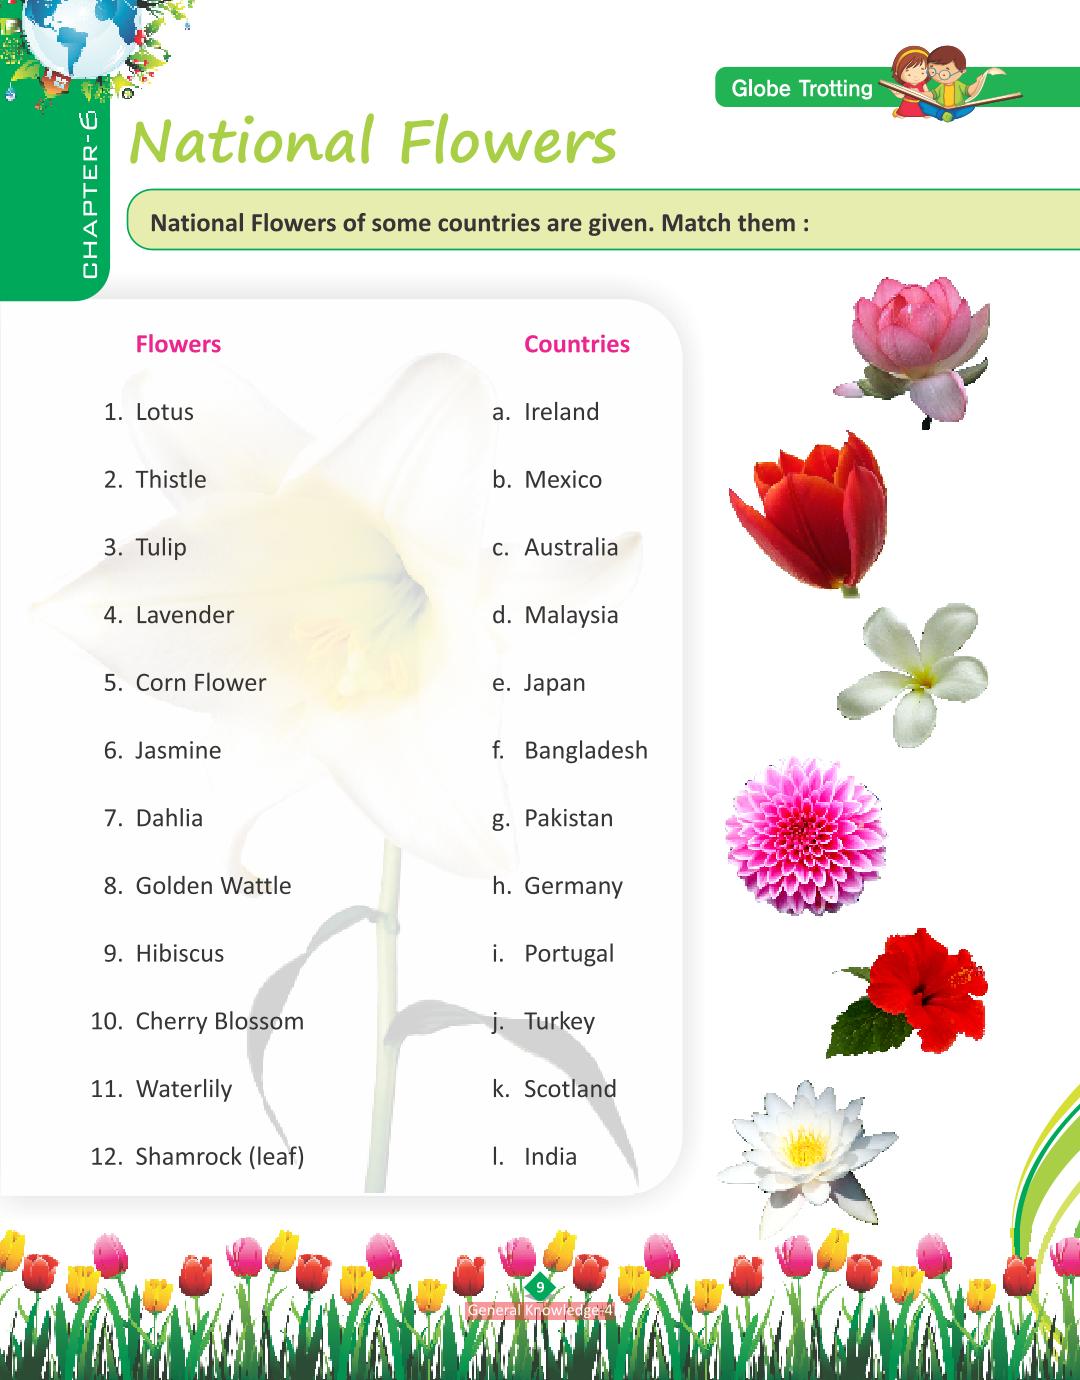 Globe Trotting
CHAPTER-6
National Flowers
National Flowers of some countries are given. Match them :
Flowers Countries
1. Lotus a. Ireland
2. Thistle b. Mexico
3. Tulip c. Australia
4. Lavender d. Malaysia
5. Corn Flower e. Japan
6. Jasmine f. Bangladesh
7. Dahlia g. Pakistan
8. Golden Wattle h. Germany
9. Hibiscus i. Portugal
10. Cherry Blossom j. Turkey
11. Waterlily k. Scotland
12. Shamrock (leaf) l. India
9
General Knowledge-4